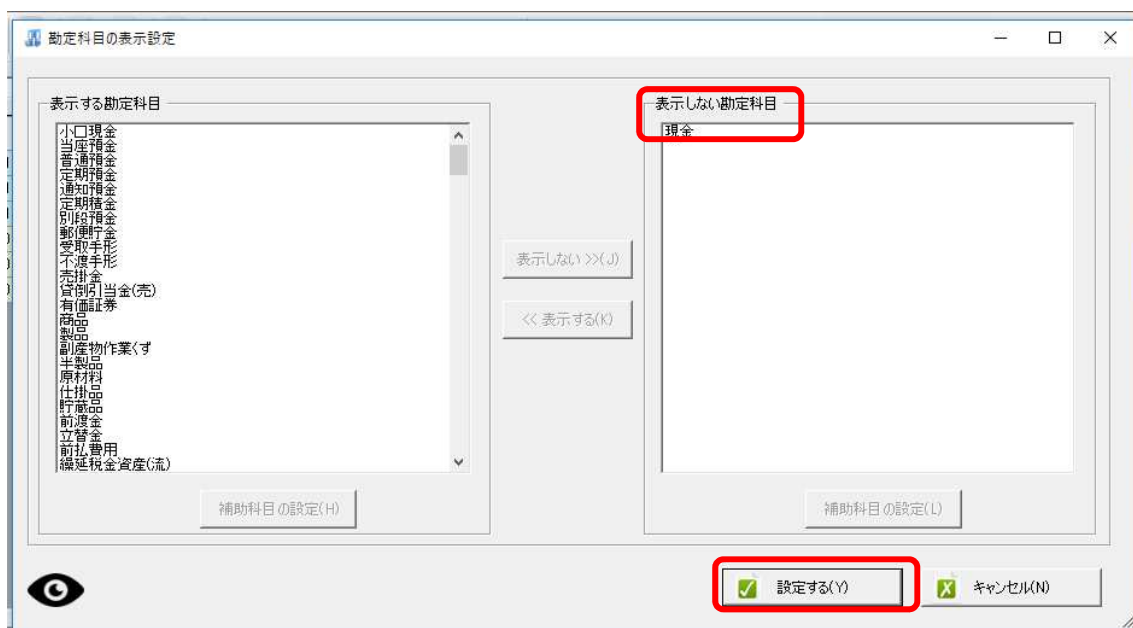 勘定科目の表示設定
表示する勘定科目
小口現金
当座預金
普通預金
定期預金
通知預金
定期積金
別段預金
郵便貯金
受取手形
不渡手形
売掛金
貸倒引当金(売)
有価証券
商品
製品
副産物作業くず
半製品
原材料
仕掛品
貯蔵品
前渡金
立替金
前払費用
繰延税金資産(流)
補助科目の設定(H)
表示しない >>(J)
<< 表示する(K)
表示しない勘定科目
現金
補助科目の設定(L)
設定する(Y)
キャンセル(N)